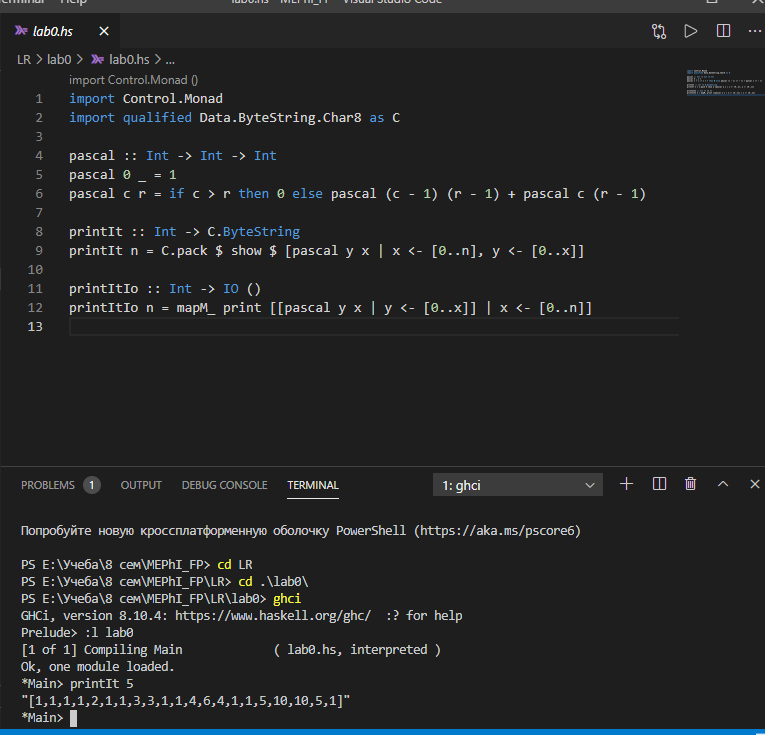 lab0.hs
LR > lab0 > lab0.hs > ...
import Control.Monad ()
1 import Control.Monad
2 import qualified Data.ByteString.Char8 as C
3
4 pascal :: Int -> Int -> Int
5 pascal 0 _ = 1
6 pascal c r = if c > r then 0 else pascal (c - 1) (r - 1) + pascal c (r - 1)
7
8 printIt :: Int -> C.ByteString
9 printIt n = C.pack $ show $ [pascal y x | x <- [0..n], y <- [0..x]]
10
11 printItIo :: Int -> IO ()
12 printItIo n = mapM_ print [[pascal y x | y <- [0..x]] | x <- [0..n]]
13
PROBLEMS 1 OUTPUT DEBUG CONSOLE TERMINAL 1: ghci
Попробуйте новую кроссплатформенную оболочку PowerShell (https://aka.ms/pscore6)
PS E:\Учеба\8 сем\MEPhI_FP> cd LR
PS E:\Учеба\8 сем\MEPhI_FP\LR> cd .\lab0\
PS E:\Учеба\8 сем\MEPhI_FP\LR\lab0> ghci
GHCi, version 8.10.4: https://www.haskell.org/ghc/  :? for help
Prelude> :l lab0
[1 of 1] Compiling Main             ( lab0.hs, interpreted )
Ok, one module loaded.
*Main> printIt 5
"[1,1,1,1,2,1,1,3,3,1,1,4,6,4,1,1,5,10,10,5,1]"
*Main>